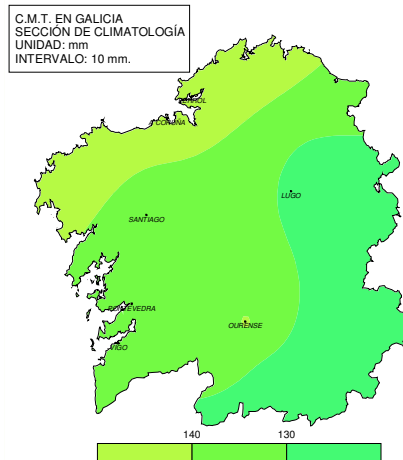 C.M.T. EN GALICIA
SECCIÓN DE CLIMATOLOGÍA
UNIDAD: mm
INTERVALO: 10 mm.
FERROL
A CORUÑA
LUGO
SANTIAGO
PONTEVEDRA
OURENSE
VIGO
140 130